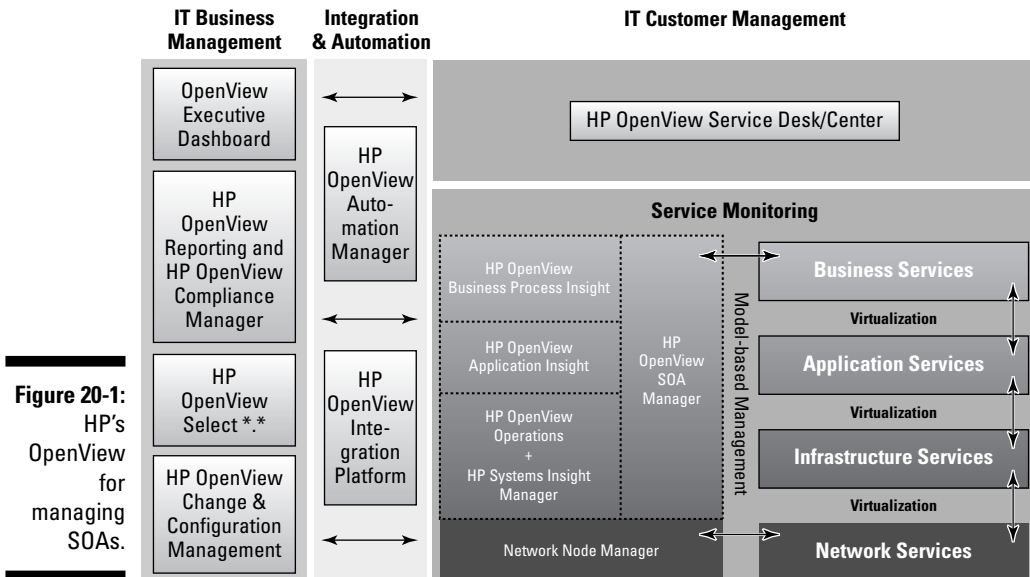 IT Business
Management
Integration
& Automation
IT Customer Management
OpenView
Executive
Dashboard
HP
OpenView
Reporting and
HP OpenView
Compliance
Manager
HP
OpenView
Select *.*
HP OpenView
Change &
Configuration
Management
HP
OpenView
Auto-
mation
Manager
HP
OpenView
Inte-
gration
Platform
HP OpenView Service Desk/Center
Service Monitoring
HP OpenView
Business Process Insight
HP OpenView
Application Insight
HP OpenView
Operations
+
HP Systems Insight
Manager
HP
OpenView
SOA
Manager
Network Node Manager
Model-based Management
Business Services
Virtualization
Application Services
Virtualization
Infrastructure Services
Virtualization
Network Services
Figure 20-1:
HP's
OpenView
for
managing
SOAs.